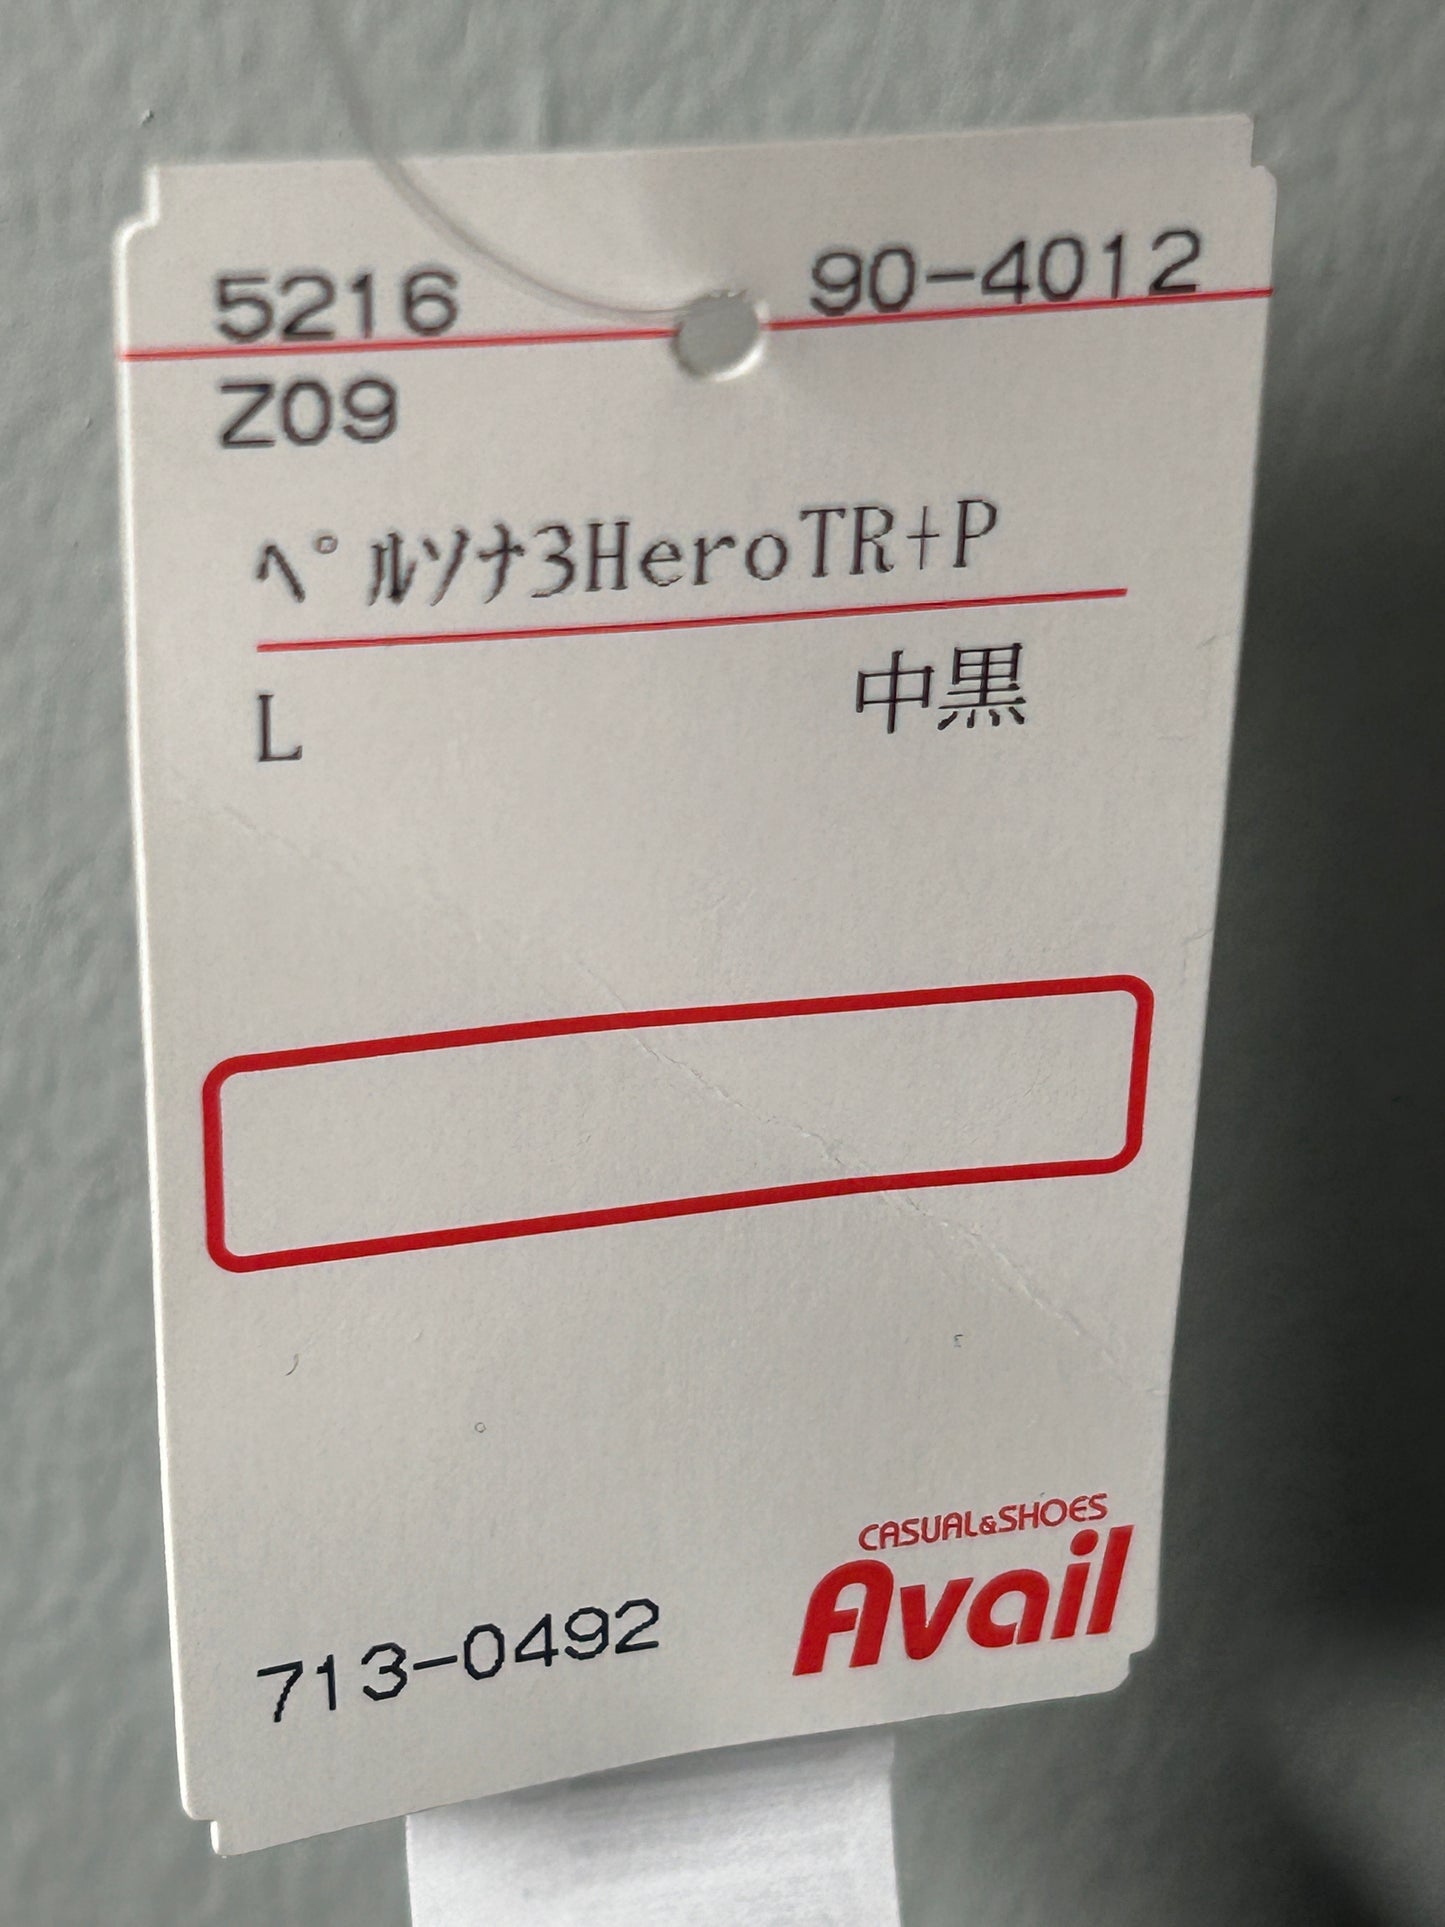 5216 90-4012
Z09
ﾍﾟﾙｿﾅ3HeroTR+P
L 中黒
CASUAL&SHOES
Avail
713-0492